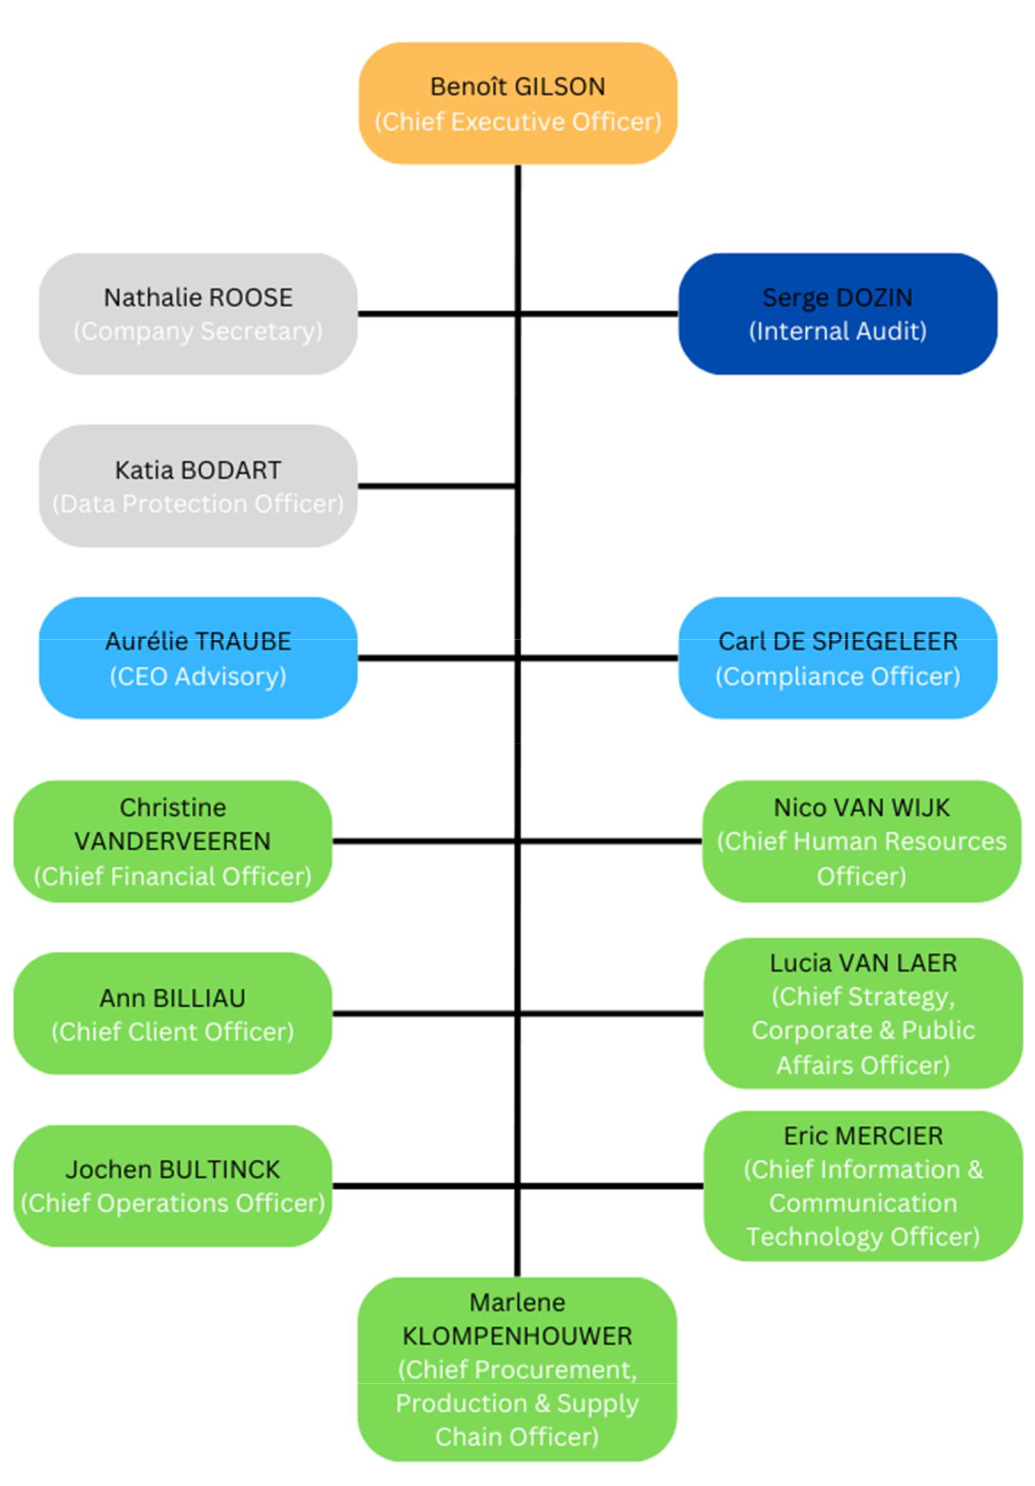 Benoît GILSON
(Chief Executive Officer)
Nathalie ROOSE
(Company Secretary)
Serge DOZIN
(Internal Audit)
Katia BODART
(Data Protection Officer)
Aurélie TRAUBE
(CEO Advisory)
Carl DE SPIEGELEER
(Compliance Officer)
Christine
VANDERVEEREN
(Chief Financial Officer)
Nico VAN WIJK
(Chief Human Resources
Officer)
Ann BILLIAU
(Chief Client Officer)
Lucia VAN LAER
(Chief Strategy,
Corporate & Public
Affairs Officer)
Jochen BULTINCK
(Chief Operations Officer)
Eric MERCIER
(Chief Information &
Communication
Technology Officer)
Marlene
KLOMPENHOUWER
(Chief Procurement,
Production & Supply
Chain Officer)